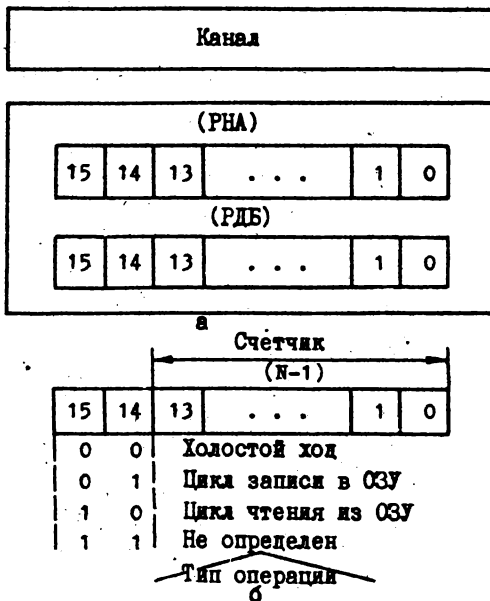 Канал
(РНА)
15 14 13 . . . 1 0
(РДБ)
15 14 13 . . . 1 0
а
Счетчик
(N-1)
15 14 13 . . . 1 0
0 0 Холостой ход
0 1 Цикл записи в ОЗУ
1 0 Цикл чтения из ОЗУ
1 1 Не определен
Тип операции
б